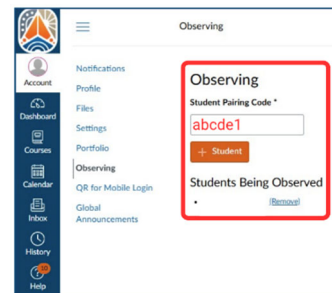 Observing
Account
Dashboard
Courses
Calendar
Inbox
History
10
Help
Notifications
Profile
Files
Settings
Portfolio
Observing
QR for Mobile Login
Global
Announcements
Observing
Student Pairing Code *
abcde1
+ Student
Students Being Observed
• (Remove)